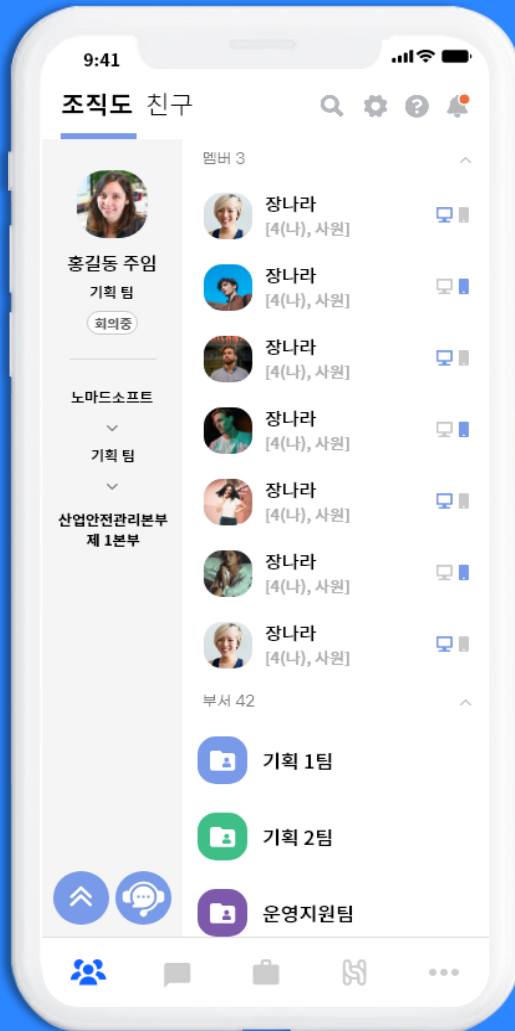 9:41
조직도 친구
홍길동 주임
기획 팀
회의중
노마드소프트
기획 팀
산업안전관리본부
제 1본부
멤버 3
장나라
[4(나), 사원]
장나라
[4(나), 사원]
장나라
[4(나), 사원]
장나라
[4(나), 사원]
장나라
[4(나), 사원]
장나라
[4(나), 사원]
장나라
[4(나), 사원]
부서 42
기획 1팀
기획 2팀
운영지원팀